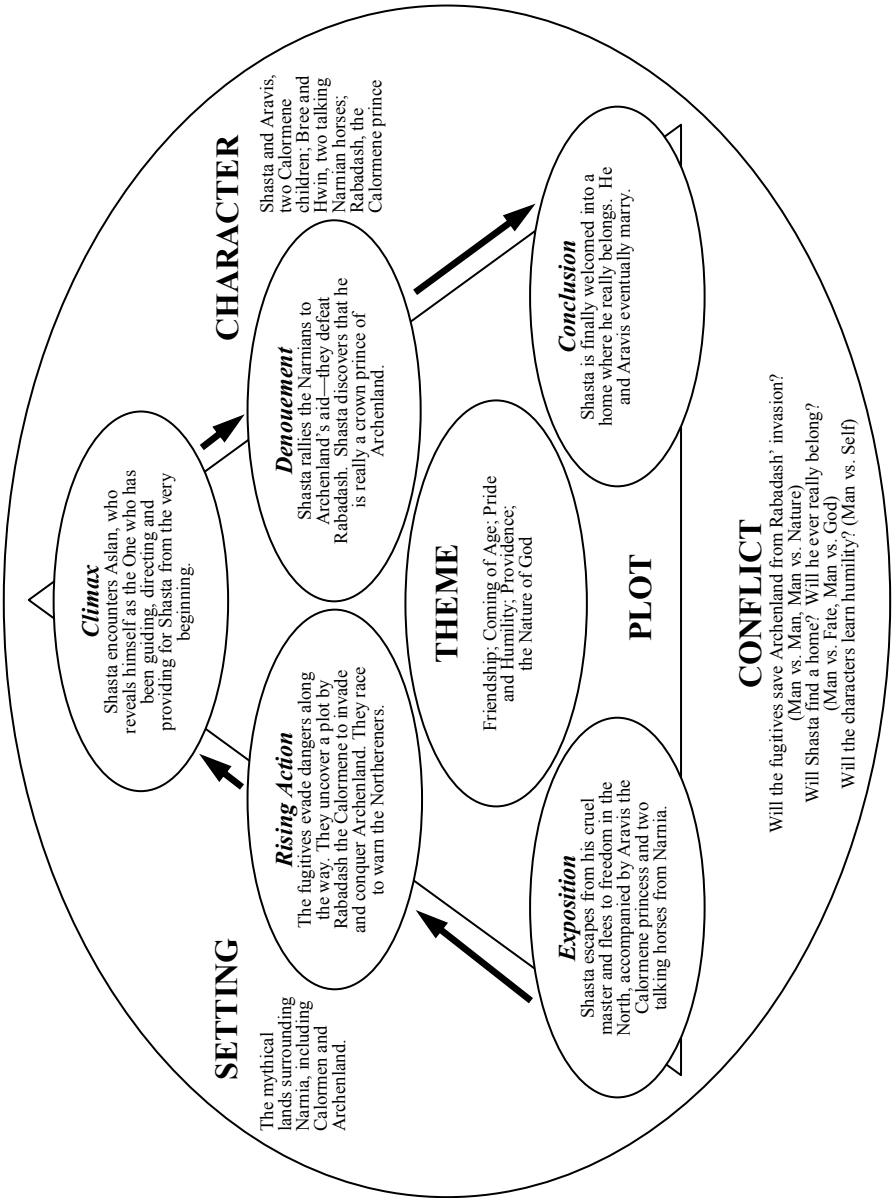 Climax
Shasta encounters Aslan, who
reveals himself as the One who has
been guiding, directing and
providing for Shasta from the very
beginning.
SETTING
The mythical
lands surrounding
Narnia, including
Calormen and
Archenland.
CHARACTER
Shasta and Aravis,
two Calormene
children; Bree and
Hwin, two talking
Narnian horses;
Rabadash, the
Calormene prince
Rising Action
The fugitives evade dangers along
the way. They uncover a plot by
Rabadash the Calormene to invade
and conquer Archenland. They race
to warn the Northereners.
Denouement
Shasta rallies the Narnians to
Archenland's aid—they defeat
Rabadash. Shasta discovers that he
is really a crown prince of
Archenland.
THEME
Friendship; Coming of Age; Pride
and Humility; Providence;
the Nature of God
Exposition
Shasta escapes from his cruel
master and flees to freedom in the
North, accompanied by Aravis the
Calormene princess and two
talking horses from Narnia.
Conclusion
Shasta is finally welcomed into a
home where he really belongs. He
and Aravis eventually marry.
PLOT
CONFLICT
Will the fugitives save Archenland from Rabadash' invasion?
(Man vs. Man, Man vs. Nature)
Will Shasta find a home? Will he ever really belong?
(Man vs. Fate, Man vs. God)
Will the characters learn humility? (Man vs. Self)